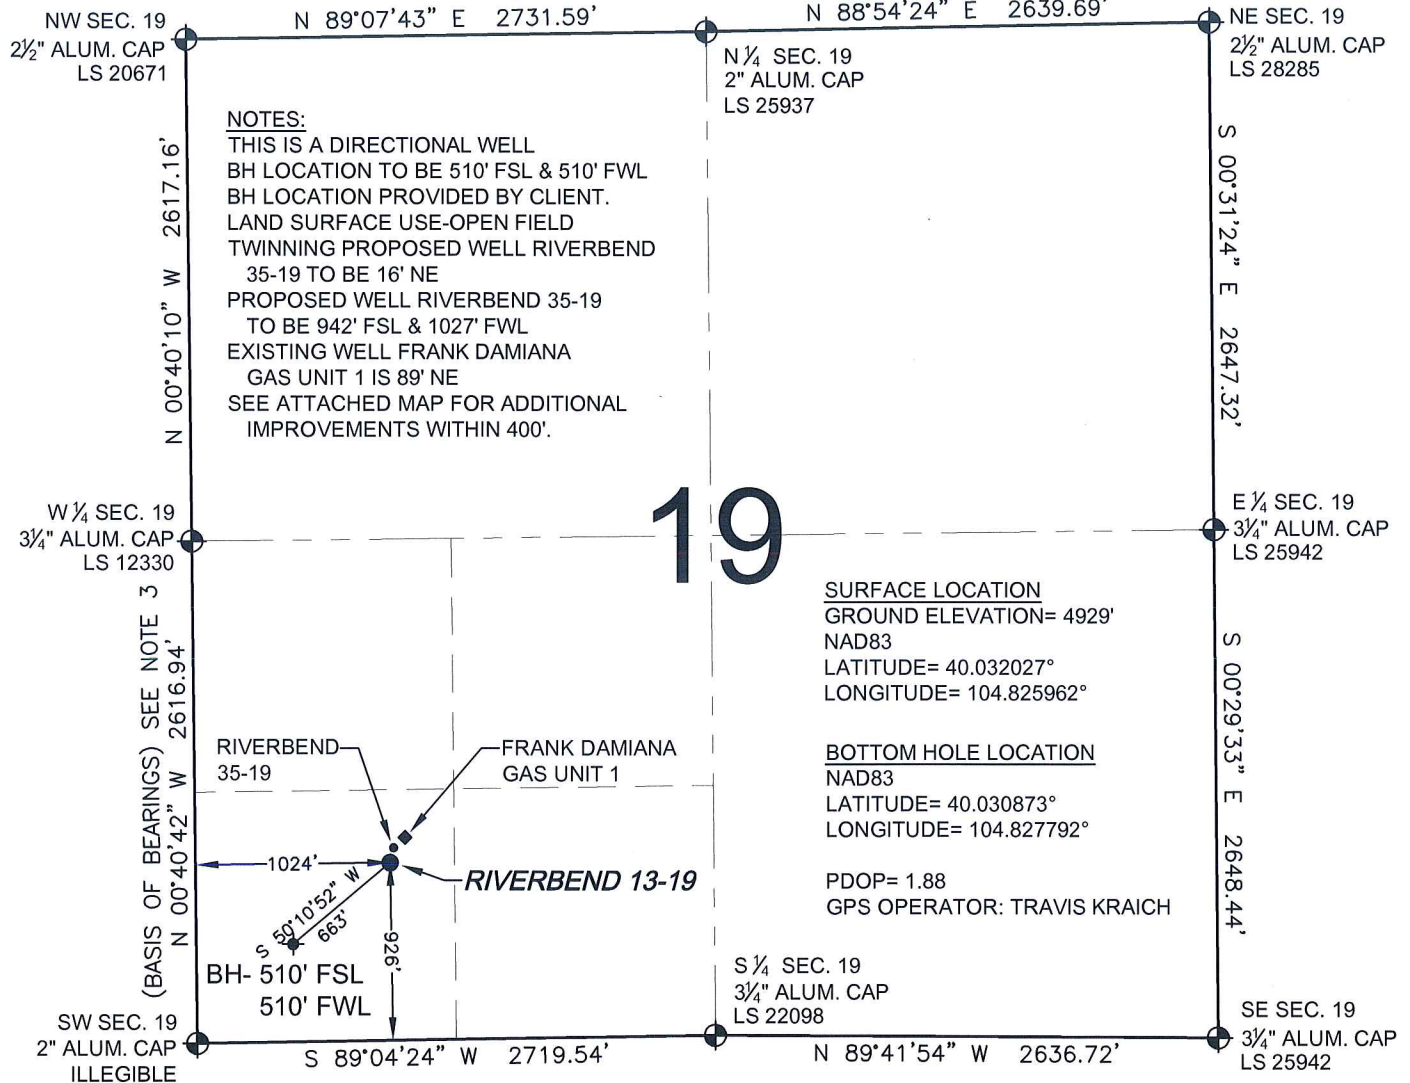 NW SEC. 19
2½" ALUM. CAP
LS 20671
N 89°07'43" E 2731.59'
N 88°54'24" E 2639.69'
NE SEC. 19
2½" ALUM. CAP
LS 28285
N ¼ SEC. 19
2" ALUM. CAP
LS 25937
NOTES:
THIS IS A DIRECTIONAL WELL
BH LOCATION TO BE 510' FSL & 510' FWL
BH LOCATION PROVIDED BY CLIENT.
LAND SURFACE USE-OPEN FIELD
TWINNING PROPOSED WELL RIVERBEND
35-19 TO BE 16' NE
PROPOSED WELL RIVERBEND 35-19
TO BE 942' FSL & 1027' FWL
EXISTING WELL FRANK DAMIANA
GAS UNIT 1 IS 89' NE
SEE ATTACHED MAP FOR ADDITIONAL
IMPROVEMENTS WITHIN 400'.
N 00°40'10" W 2617.16'
S 00°31'24" E 2647.32'
W ¼ SEC. 19
3¼" ALUM. CAP
LS 12330
19
E ¼ SEC. 19
3¼" ALUM. CAP
LS 25942
SURFACE LOCATION
GROUND ELEVATION= 4929'
NAD83
LATITUDE= 40.032027°
LONGITUDE= 104.825962°
BOTTOM HOLE LOCATION
NAD83
LATITUDE= 40.030873°
LONGITUDE= 104.827792°
PDOP= 1.88
GPS OPERATOR: TRAVIS KRAICH
(BASIS OF BEARINGS) SEE NOTE 3
N 00°40'42" W 2616.94'
S 00°29'33" E 2648.44'
RIVERBEND
35-19
FRANK DAMIANA
GAS UNIT 1
1024'
RIVERBEND 13-19
S 50°10'52" W
663'
926'
BH- 510' FSL
510' FWL
S ¼ SEC. 19
3¼" ALUM. CAP
LS 22098
SW SEC. 19
2" ALUM. CAP
ILLEGIBLE
S 89°04'24" W 2719.54'
N 89°41'54" W 2636.72'
SE SEC. 19
3¼" ALUM. CAP
LS 25942